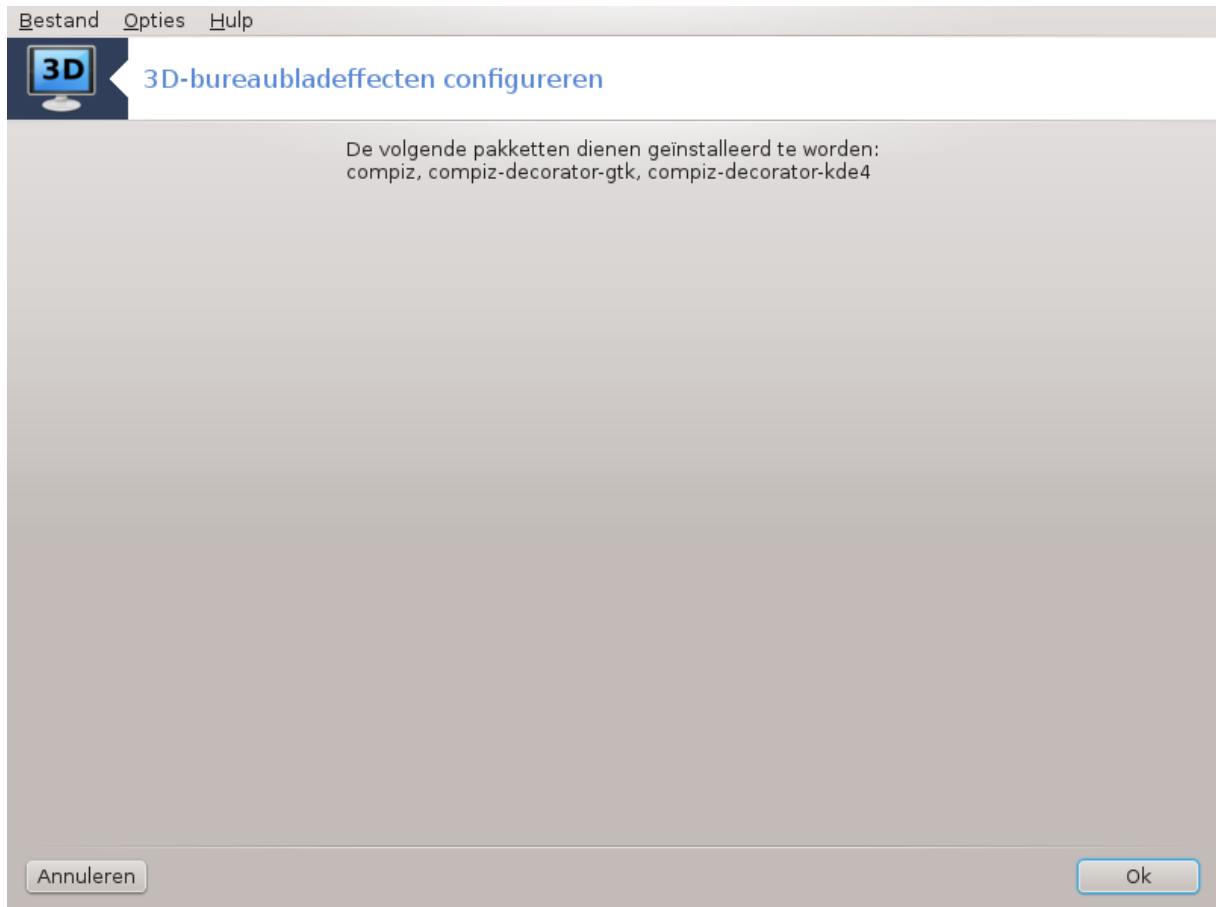 Bestand Opties Hulp
3D
3D-bureaubladeffecten configureren
De volgende pakketten dienen geïnstalleerd te worden:
compiz, compiz-decorator-gtk, compiz-decorator-kde4
Annuleren Ok